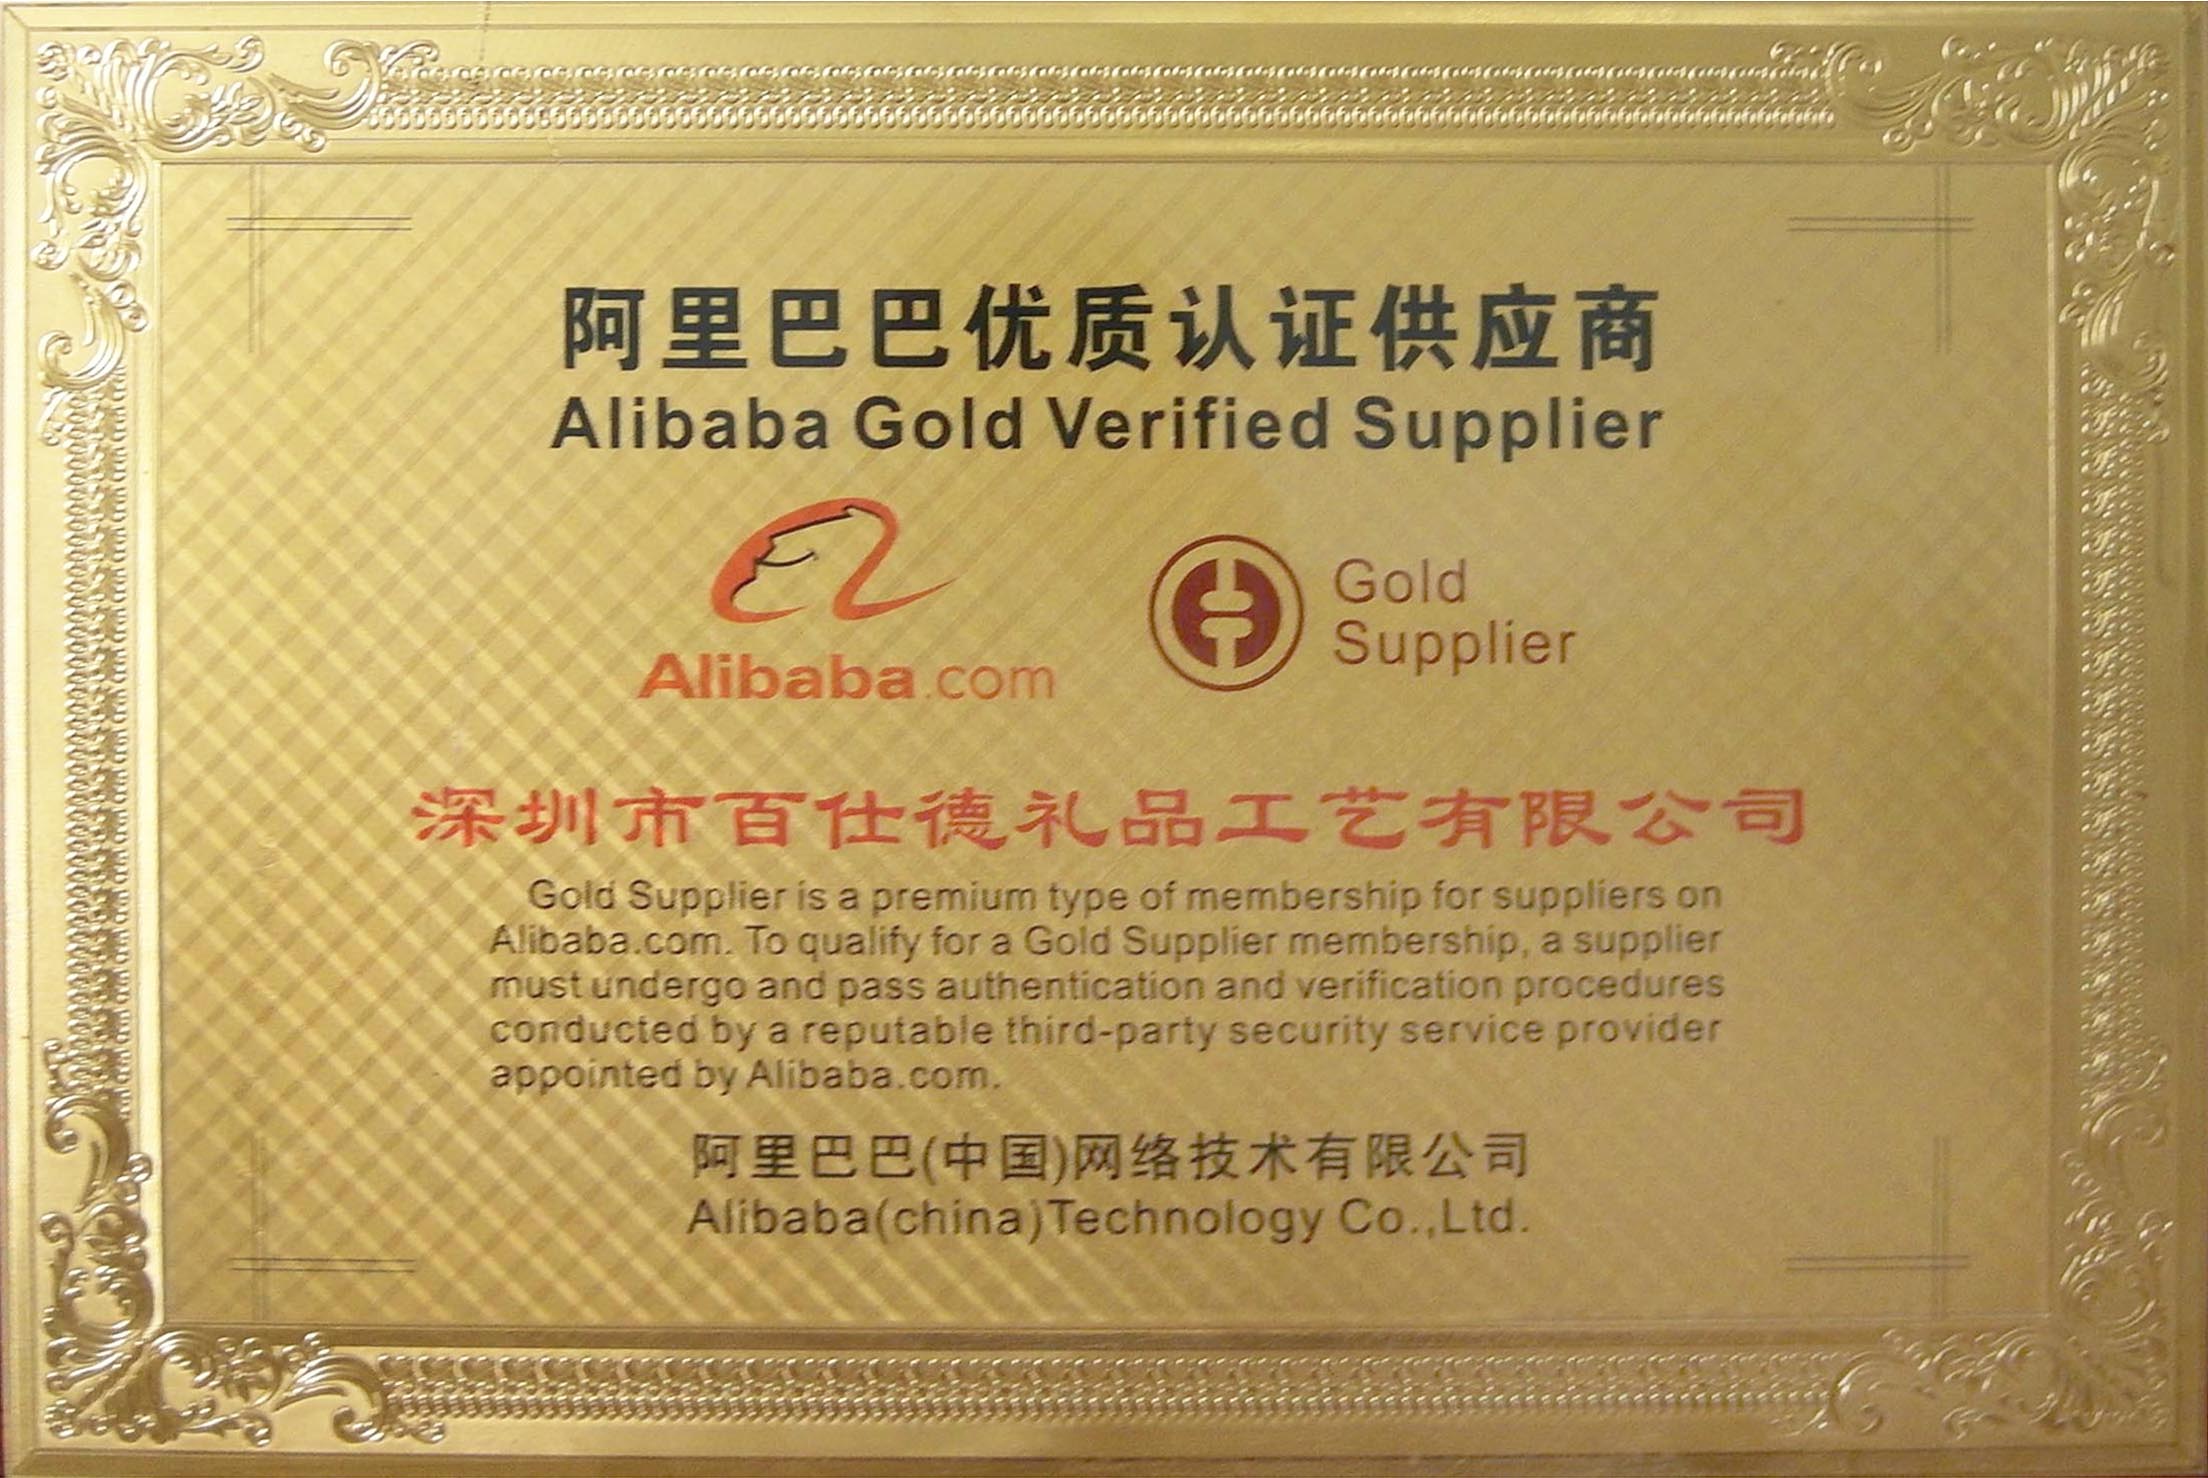 阿里巴巴优质认证供应商
Alibaba Gold Verified Supplier
Alibaba.com
Gold
Supplier
深圳市百仕德礼品工艺有限公司
Gold Supplier is a premium type of membership for suppliers on
Alibaba.com. To qualify for a Gold Supplier membership, a supplier
must undergo and pass authentication and verification procedures
conducted by a reputable third-party security service provider
appointed by Alibaba.com.
阿里巴巴(中国)网络技术有限公司
Alibaba(china)Technology Co.,Ltd.